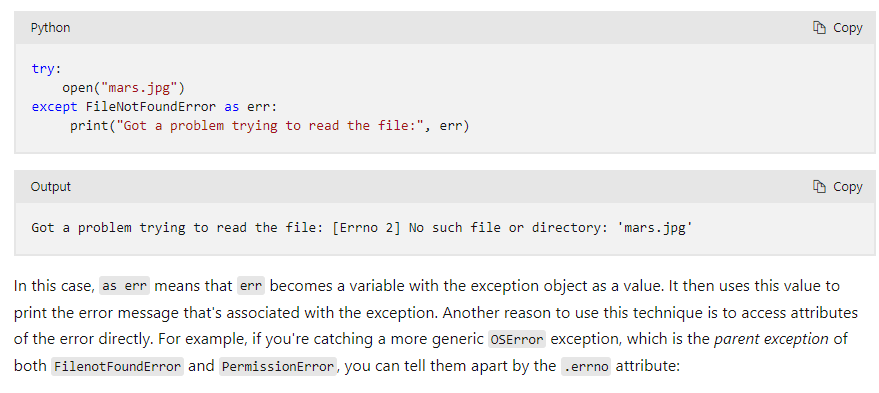 Python Copy
try:
    open("mars.jpg")
except FileNotFoundError as err:
     print("Got a problem trying to read the file:", err)
Output Copy
Got a problem trying to read the file: [Errno 2] No such file or directory: 'mars.jpg'
In this case, as err means that err becomes a variable with the exception object as a value. It then uses this value to
print the error message that's associated with the exception. Another reason to use this technique is to access attributes
of the error directly. For example, if you're catching a more generic OSError exception, which is the parent exception of
both FilenotFoundError and PermissionError, you can tell them apart by the .errno attribute: